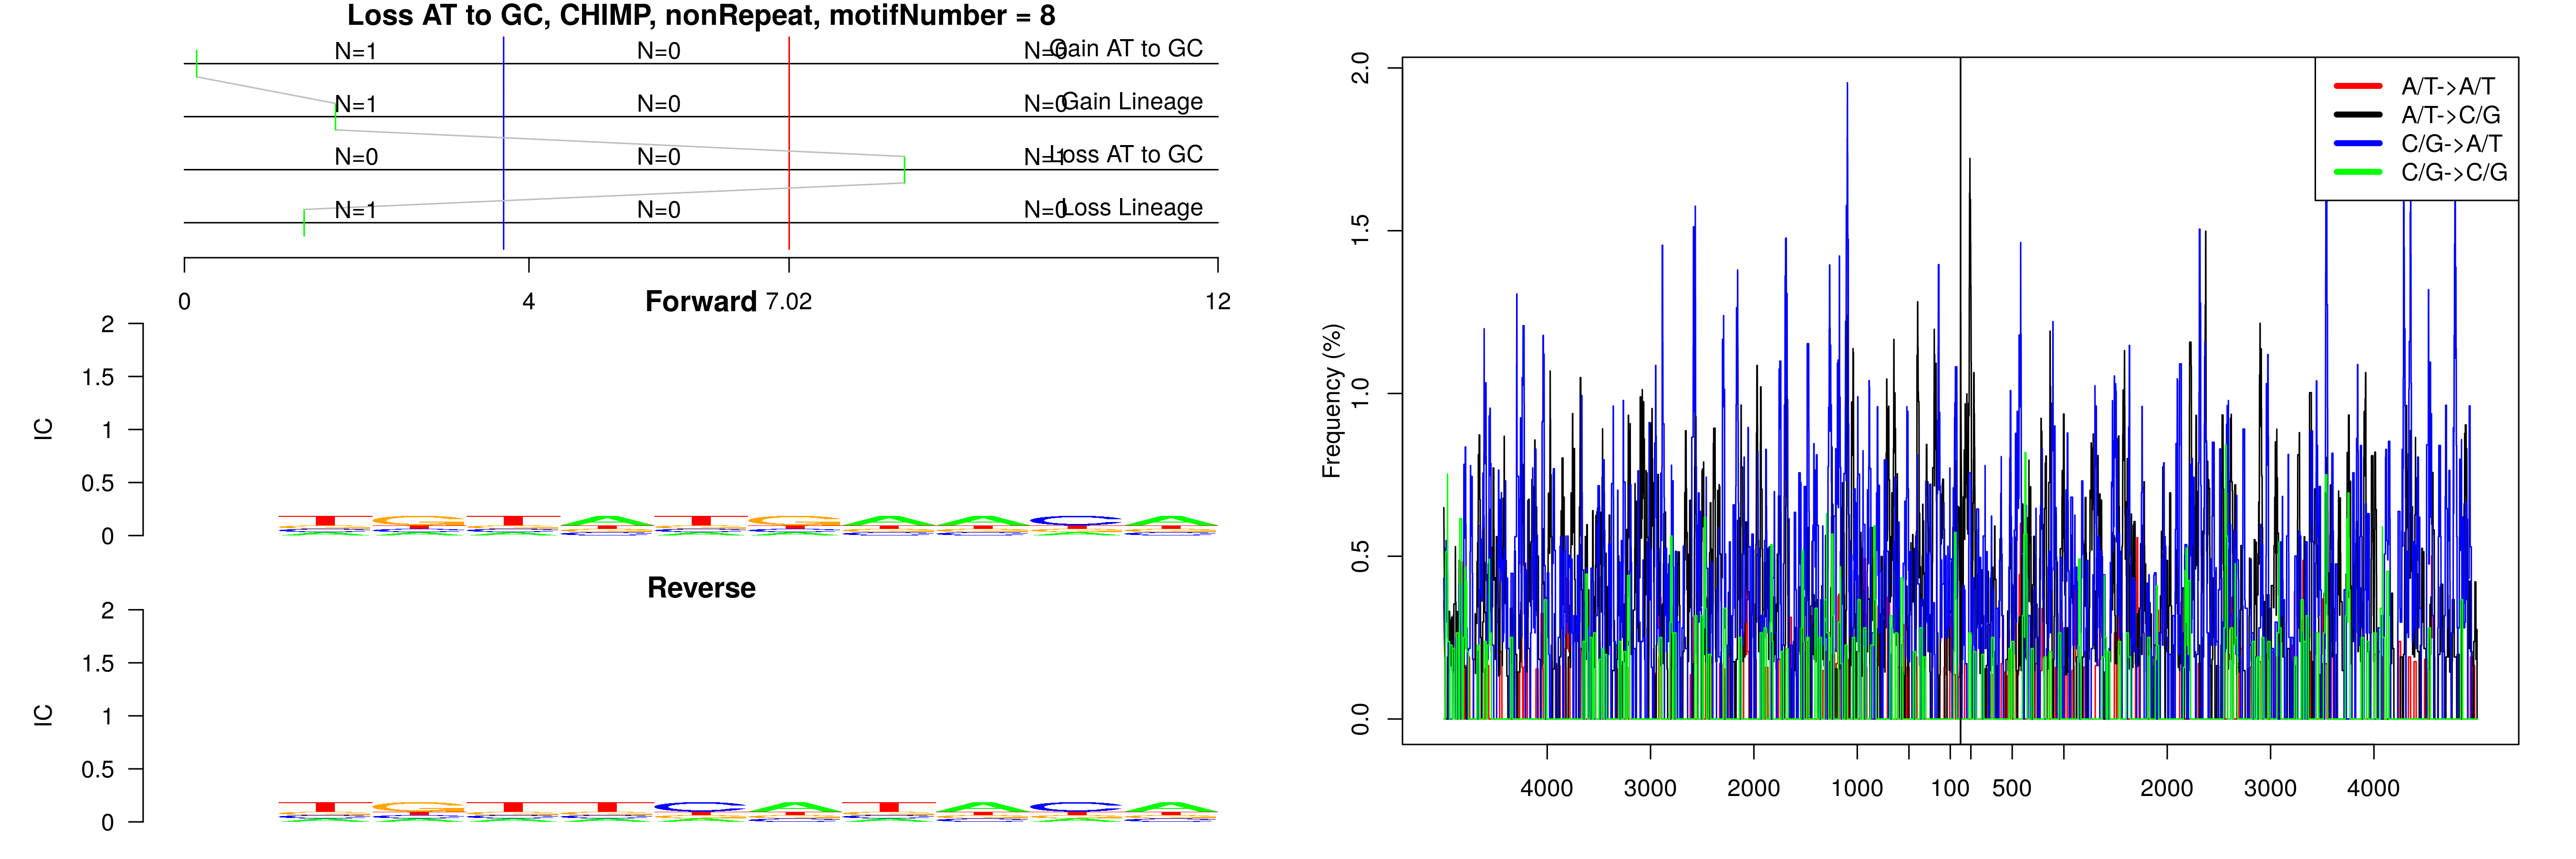 Loss AT to GC, CHIMP, nonRepeat, motifNumber = 8
N=1 N=0 N=0 Gain AT to GC
N=1 N=0 N=0 Gain Lineage
N=0 N=0 N=1 Loss AT to GC
N=1 N=0 N=0 Loss Lineage
0 4 7.02 12
Forward
2
1.5
1
0.5
0
IC
T G T A T G A A C A
Reverse
2
1.5
1
0.5
0
IC
T G T T C A T A C A
2.0
1.5
1.0
0.5
0.0
Frequency (%)
A/T->A/T
A/T->C/G
C/G->A/T
C/G->C/G
4000 3000 2000 1000 100 500 2000 3000 4000